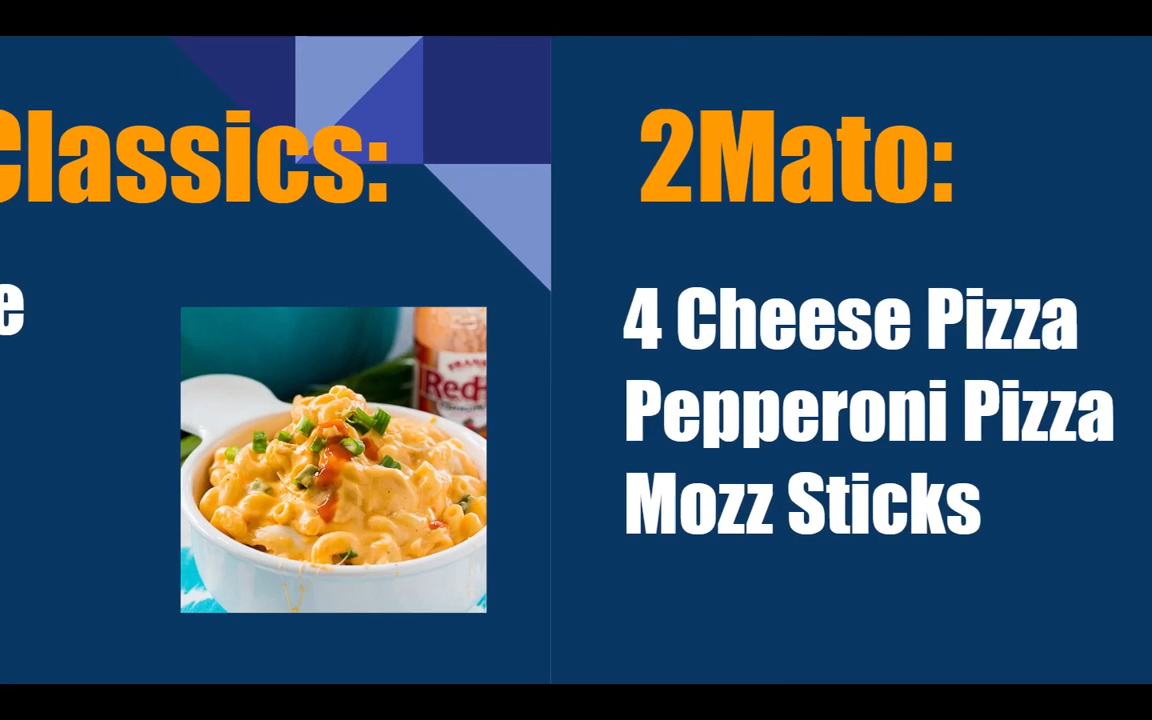 Classics:
e
2Mato:
4 Cheese Pizza
Pepperoni Pizza
Mozz Sticks